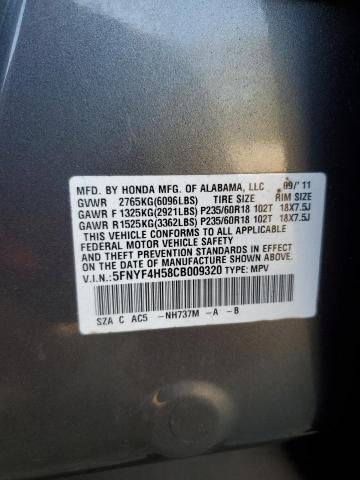 MFD. BY HONDA MFG. OF ALABAMA, LLC 09/'11
GVWR 2765KG(6096LBS) TIRE SIZE RIM SIZE
GAWR F 1325KG(2921LBS) P235/60R18 102T 18X7.5J
GAWR R 1525KG(3362LBS) P235/60R18 102T 18X7.5J
THIS VEHICLE CONFORMS TO ALL APPLICABLE
FEDERAL MOTOR VEHICLE SAFETY AND
THEFT PREVENTION STANDARDS IN EFFECT
ON THE DATE OF MANUFACTURE SHOWN ABOVE.
V.I.N.: 5FNYF4H58CB009320 TYPE: MPV
SZA C AC5 -NH737M -A -B